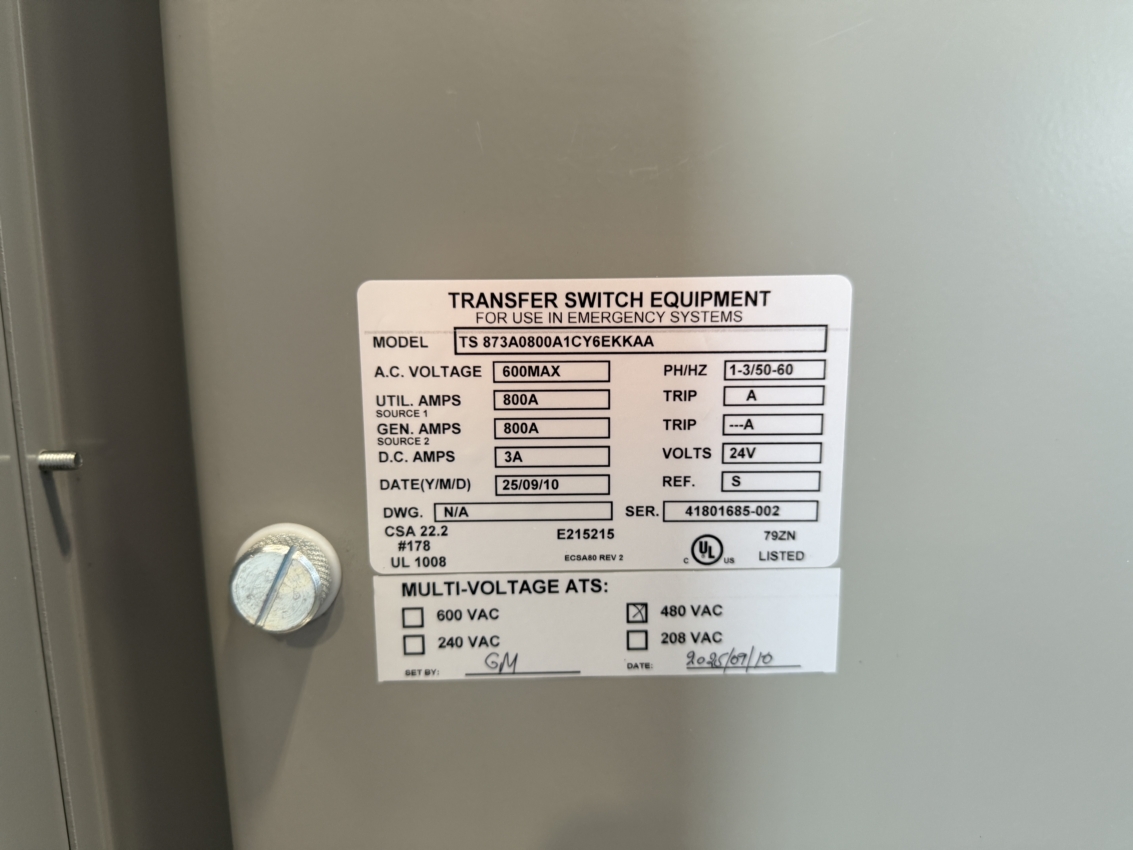 TRANSFER SWITCH EQUIPMENT
FOR USE IN EMERGENCY SYSTEMS
MODEL TS 873A0800A1CY6EKKAA
A.C. VOLTAGE 600MAX PH/HZ 1-3/50-60
UTIL. AMPS 800A TRIP A
SOURCE 1
GEN. AMPS 800A TRIP ---A
SOURCE 2
D.C. AMPS 3A VOLTS 24V
DATE(Y/M/D) 25/09/10 REF. S
DWG. N/A SER. 41801685-002
CSA 22.2 E215215 79ZN
#178 ECSA80 REV 2 C UL US LISTED
UL 1008
MULTI-VOLTAGE ATS:
600 VAC 480 VAC
240 VAC 208 VAC
SET BY: GM DATE: 2025/09/10